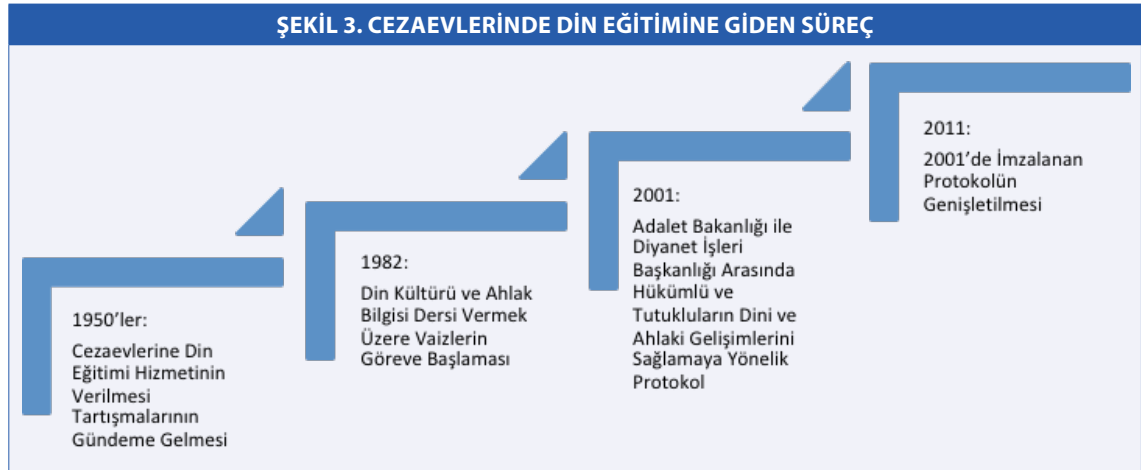 ŞEKİL 3. CEZAEVLERİNDE DİN EĞİTİMİNE GİDEN SÜREÇ
1950’ler:
Cezaevlerine Din
Eğitimi Hizmetinin
Verilmesi
Tartışmalarının
Gündeme Gelmesi
1982:
Din Kültürü ve Ahlak
Bilgisi Dersi Vermek
Üzere Vaizlerin
Göreve Başlaması
2001:
Adalet Bakanlığı ile
Diyanet İşleri
Başkanlığı Arasında
Hükümlü ve
Tutukluların Dini ve
Ahlaki Gelişimlerini
Sağlamaya Yönelik
Protokol
2011:
2001’de İmzalanan
Protokolün
Genişletilmesi